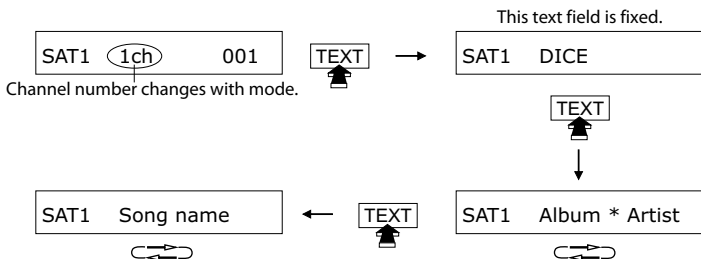 This text field is fixed.
SAT1 1ch 001
TEXT
SAT1 DICE
Channel number changes with mode.
TEXT
SAT1 Song name
TEXT
SAT1 Album * Artist